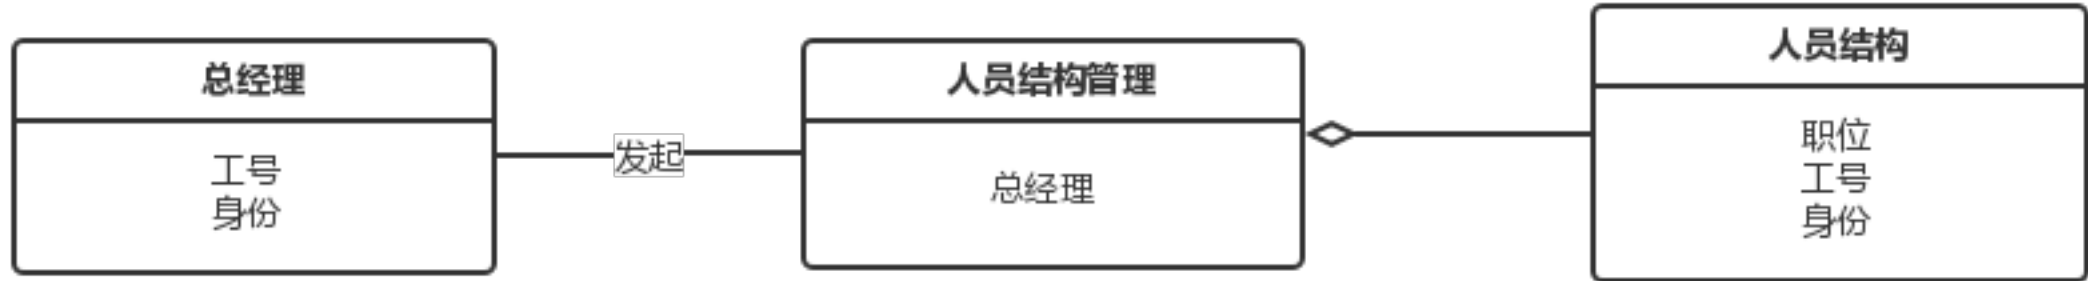 总经理
工号
身份
发起
人员结构管理
总经理
人员结构
职位
工号
身份